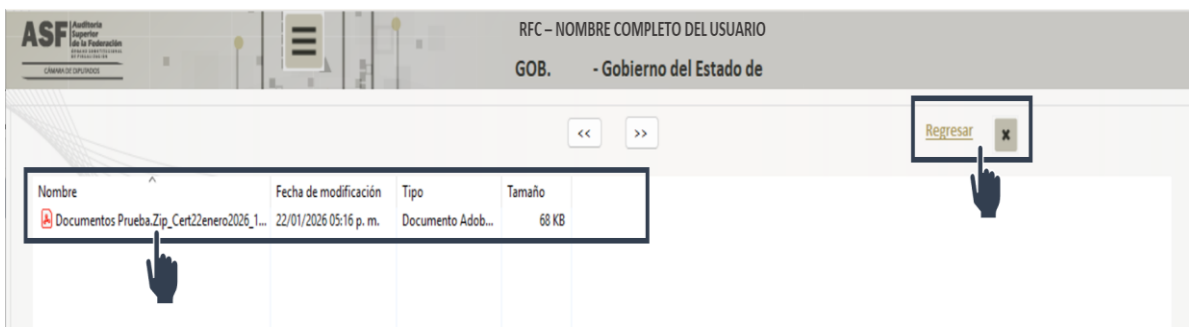 ASF Auditoría
Superior
de la Federación
CÁMARA DE DIPUTADOS
RFC – NOMBRE COMPLETO DEL USUARIO
GOB. - Gobierno del Estado de
<< >>
Regresar x
Nombre Fecha de modificación Tipo Tamaño
Documentos Prueba.Zip_Cert22enero2026_1... 22/01/2026 05:16 p. m. Documento Adob... 68 KB